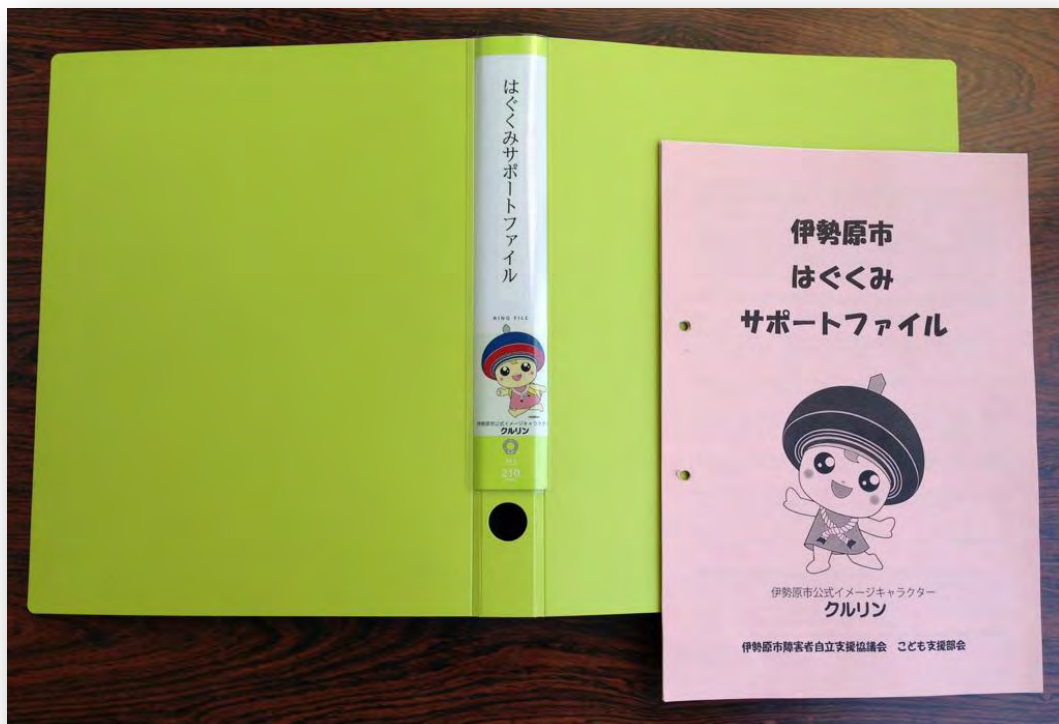 はぐくみサポートファイル
RING FILE
伊勢原市公式イメージキャラクター
クルリン
210
伊勢原市
はぐくみ
サポートファイル
伊勢原市公式イメージキャラクター
クルリン
伊勢原市障害者自立支援協議会 こども支援部会